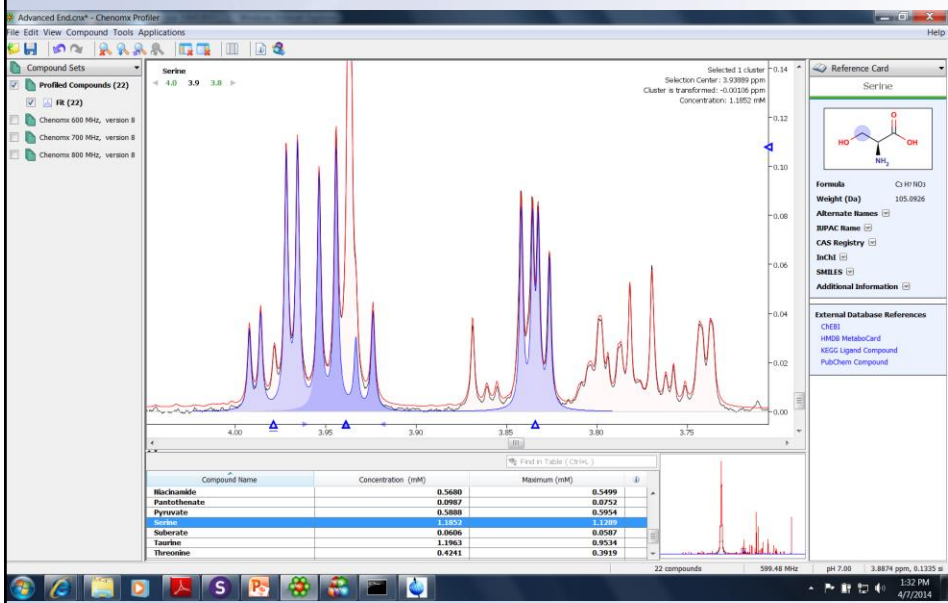 Advanced End.cnx* - Chenomx Profiler
File Edit View Compound Tools Applications
Help
Compound Sets
Profiled Compounds (22)
Fit (22)
Chenomx 600 MHz, version 8
Chenomx 700 MHz, version 8
Chenomx 800 MHz, version 8
Serine
4.0 3.9 3.8
Selected 1 cluster
Selection Center: 3.93889 ppm
Cluster is transformed: -0.00106 ppm
Concentration: 1.1852 mM
0.14
0.12
0.10
0.08
0.06
0.04
0.02
0.00
4.00 3.95 3.90 3.85 3.80 3.75
Find in Table ( Ctrl+L )
Compound Name Concentration (mM) Maximum (mM)
Niacinamide 0.5680 0.5499
Pantothenate 0.0987 0.0752
Pyruvate 0.5888 0.5954
Serine 1.1852 1.1209
Suberate 0.0606 0.0587
Taurine 1.1963 0.9534
Threonine 0.4241 0.3919
Reference Card
Serine
O
HO OH
NH2
Formula C3 H7 NO3
Weight (Da) 105.0926
Alternate Names
IUPAC Name
CAS Registry
InChI
SMILES
Additional Information
External Database References
ChEBI
HMDB MetaboCard
KEGG Ligand Compound
PubChem Compound
22 compounds 599.48 MHz pH 7.00 3.8874 ppm, 0.1335 si
S
1:32 PM
4/7/2014